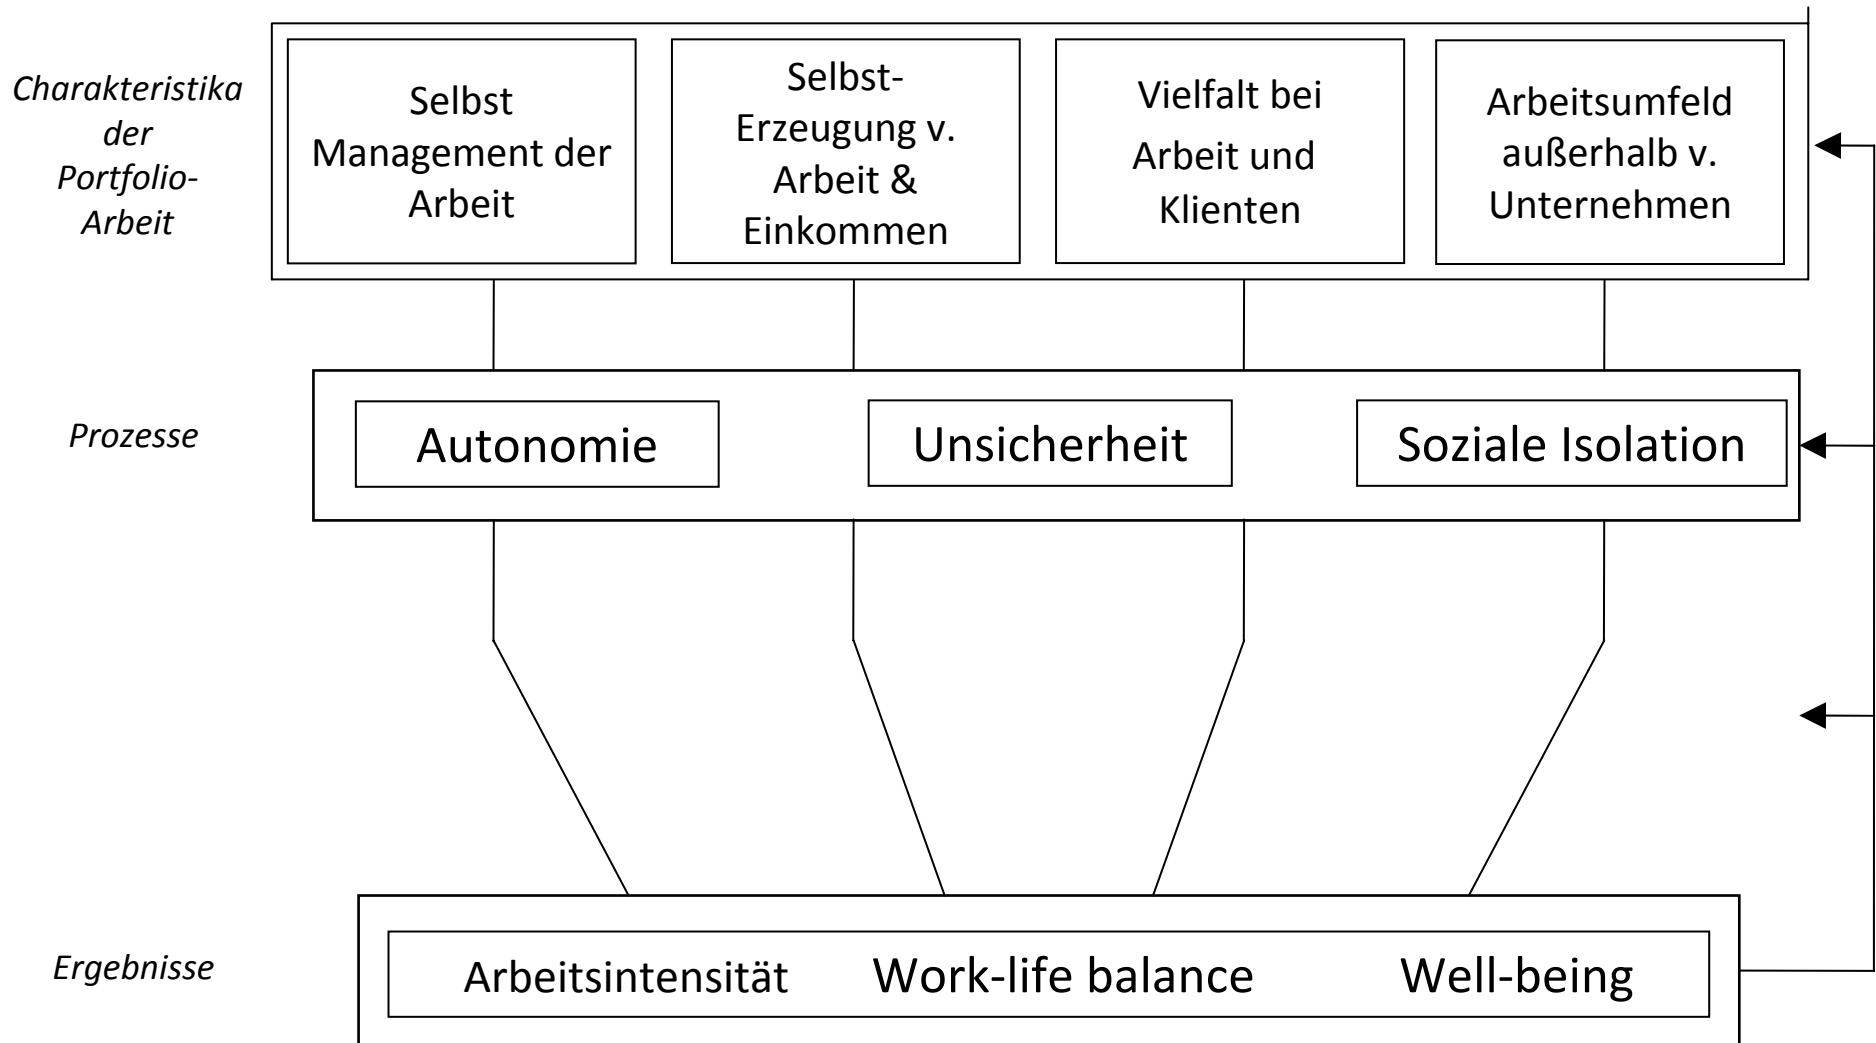 Charakteristika
der
Portfolio-
Arbeit
Selbst
Management der
Arbeit
Selbst-
Erzeugung v.
Arbeit &
Einkommen
Vielfalt bei
Arbeit und
Klienten
Arbeitsumfeld
außerhalb v.
Unternehmen
Prozesse
Autonomie
Unsicherheit
Soziale Isolation
Ergebnisse
Arbeitsintensität
Work-life balance
Well-being